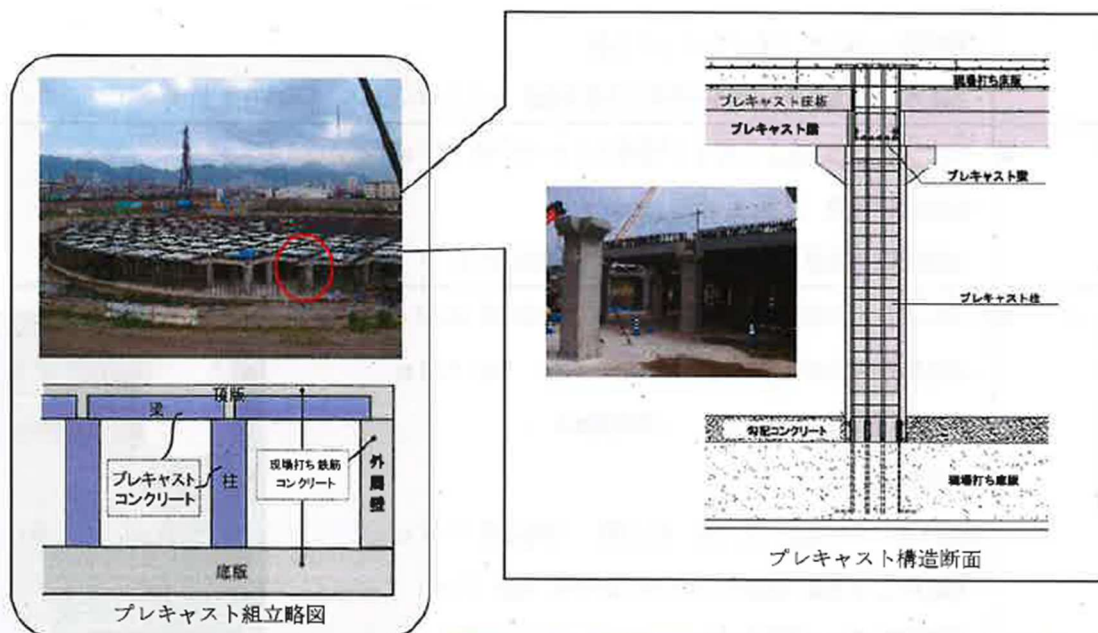 頂版
梁
プレキャスト
コンクリート
柱
現場打ち鉄筋
コンクリート
外周壁
底版
プレキャスト組立略図
現場打ち床版
プレキャスト床板
プレキャスト梁
プレキャスト梁
プレキャスト柱
勾配コンクリート
現場打ち底版
プレキャスト構造断面